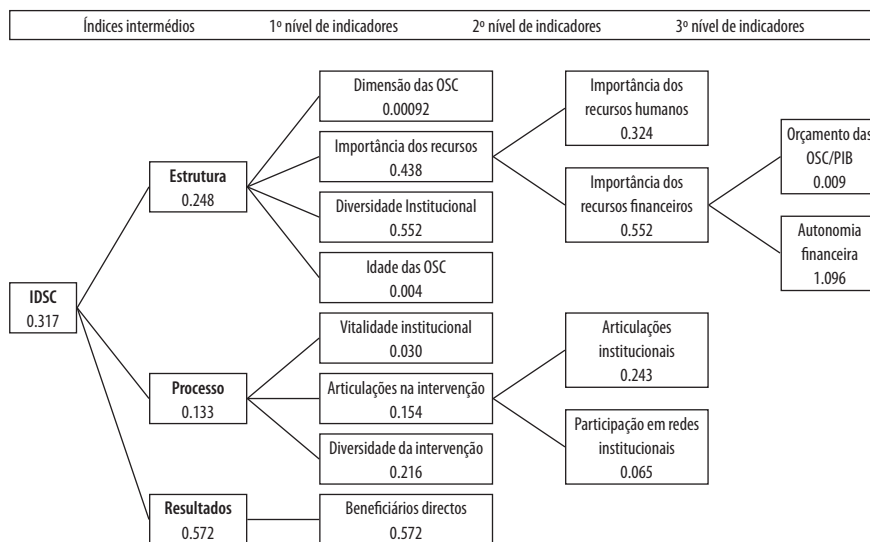 Índices intermédios 1º nível de indicadores 2º nível de indicadores 3º nível de indicadores
IDSC
0.317
Estrutura
0.248
Processo
0.133
Resultados
0.572
Dimensão das OSC
0.00092
Importância dos recursos
0.438
Diversidade Institucional
0.552
Idade das OSC
0.004
Vitalidade institucional
0.030
Articulações na intervenção
0.154
Diversidade da intervenção
0.216
Beneficiários directos
0.572
Importância dos
recursos humanos
0.324
Importância dos
recursos financeiros
0.552
Articulações
institucionais
0.243
Participação em redes
institucionais
0.065
Orçamento das
OSC/PIB
0.009
Autonomia
financeira
1.096